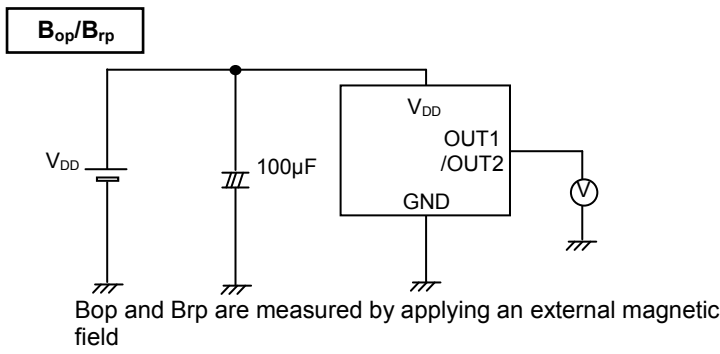 Bop/Brp
VDD
100µF
VDD
OUT1
/OUT2
GND
V
Bop and Brp are measured by applying an external magnetic
field